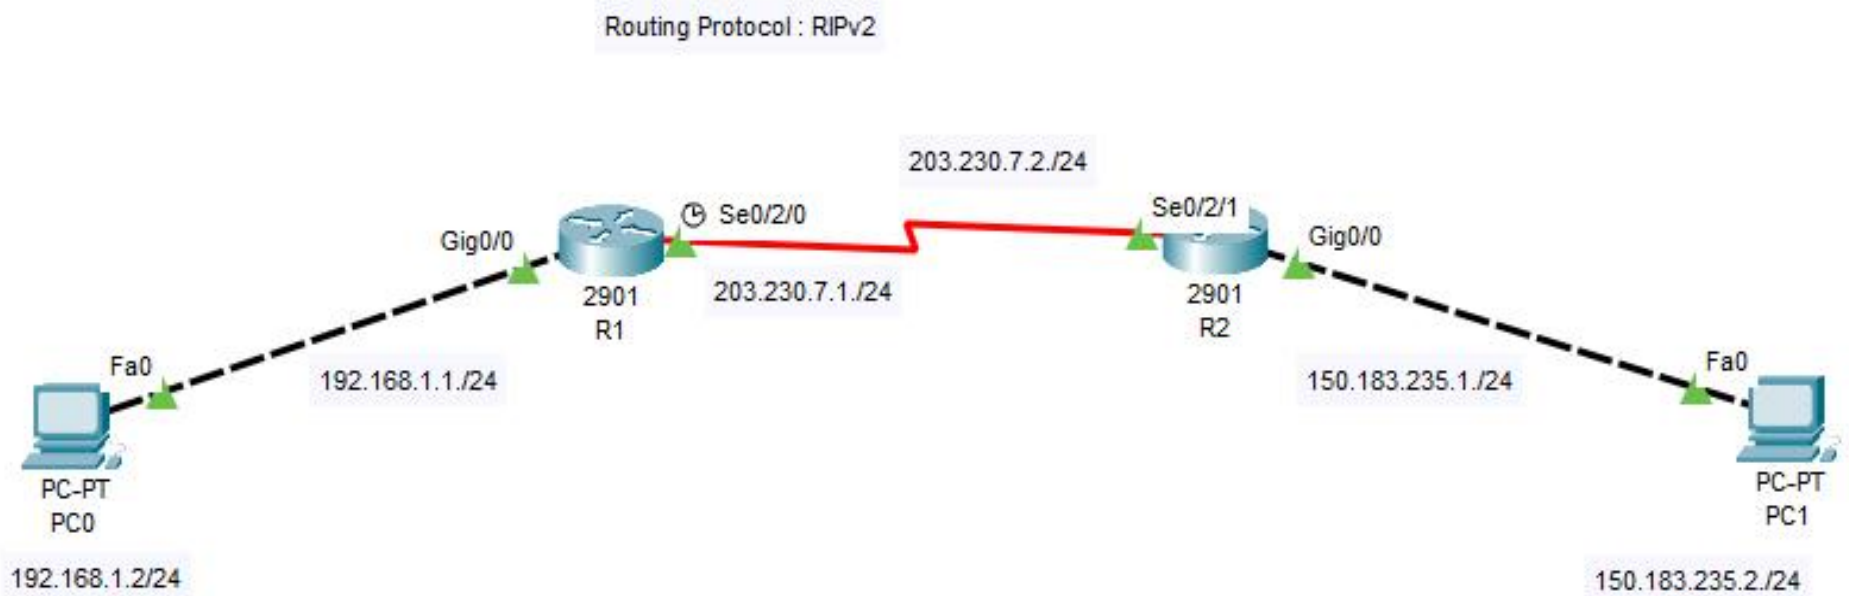 Routing Protocol : RIPv2
203.230.7.2./24
Se0/2/0
Se0/2/1
Gig0/0
Gig0/0
203.230.7.1./24
2901
R1
2901
R2
Fa0
192.168.1.1./24
150.183.235.1./24
Fa0
PC-PT
PC0
PC-PT
PC1
192.168.1.2/24
150.183.235.2./24